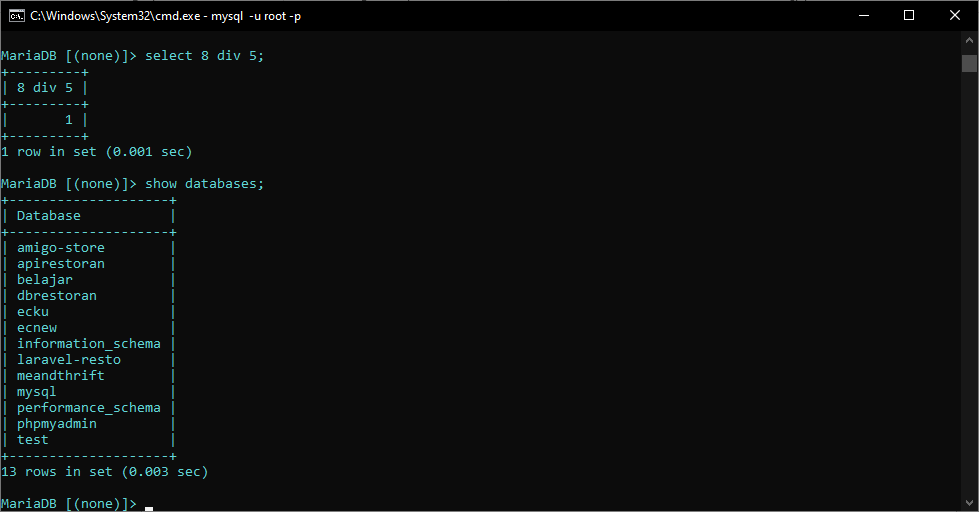 C:\Windows\System32\cmd.exe - mysql  -u root -p
MariaDB [(none)]> select 8 div 5;
+---------+
| 8 div 5 |
+---------+
|       1 |
+---------+
1 row in set (0.001 sec)
MariaDB [(none)]> show databases;
+--------------------+
| Database           |
+--------------------+
| amigo-store        |
| apirestoran        |
| belajar            |
| dbrestoran         |
| ecku               |
| ecnew              |
| information_schema |
| laravel-resto      |
| meandthrift        |
| mysql              |
| performance_schema |
| phpmyadmin         |
| test               |
+--------------------+
13 rows in set (0.003 sec)
MariaDB [(none)]>